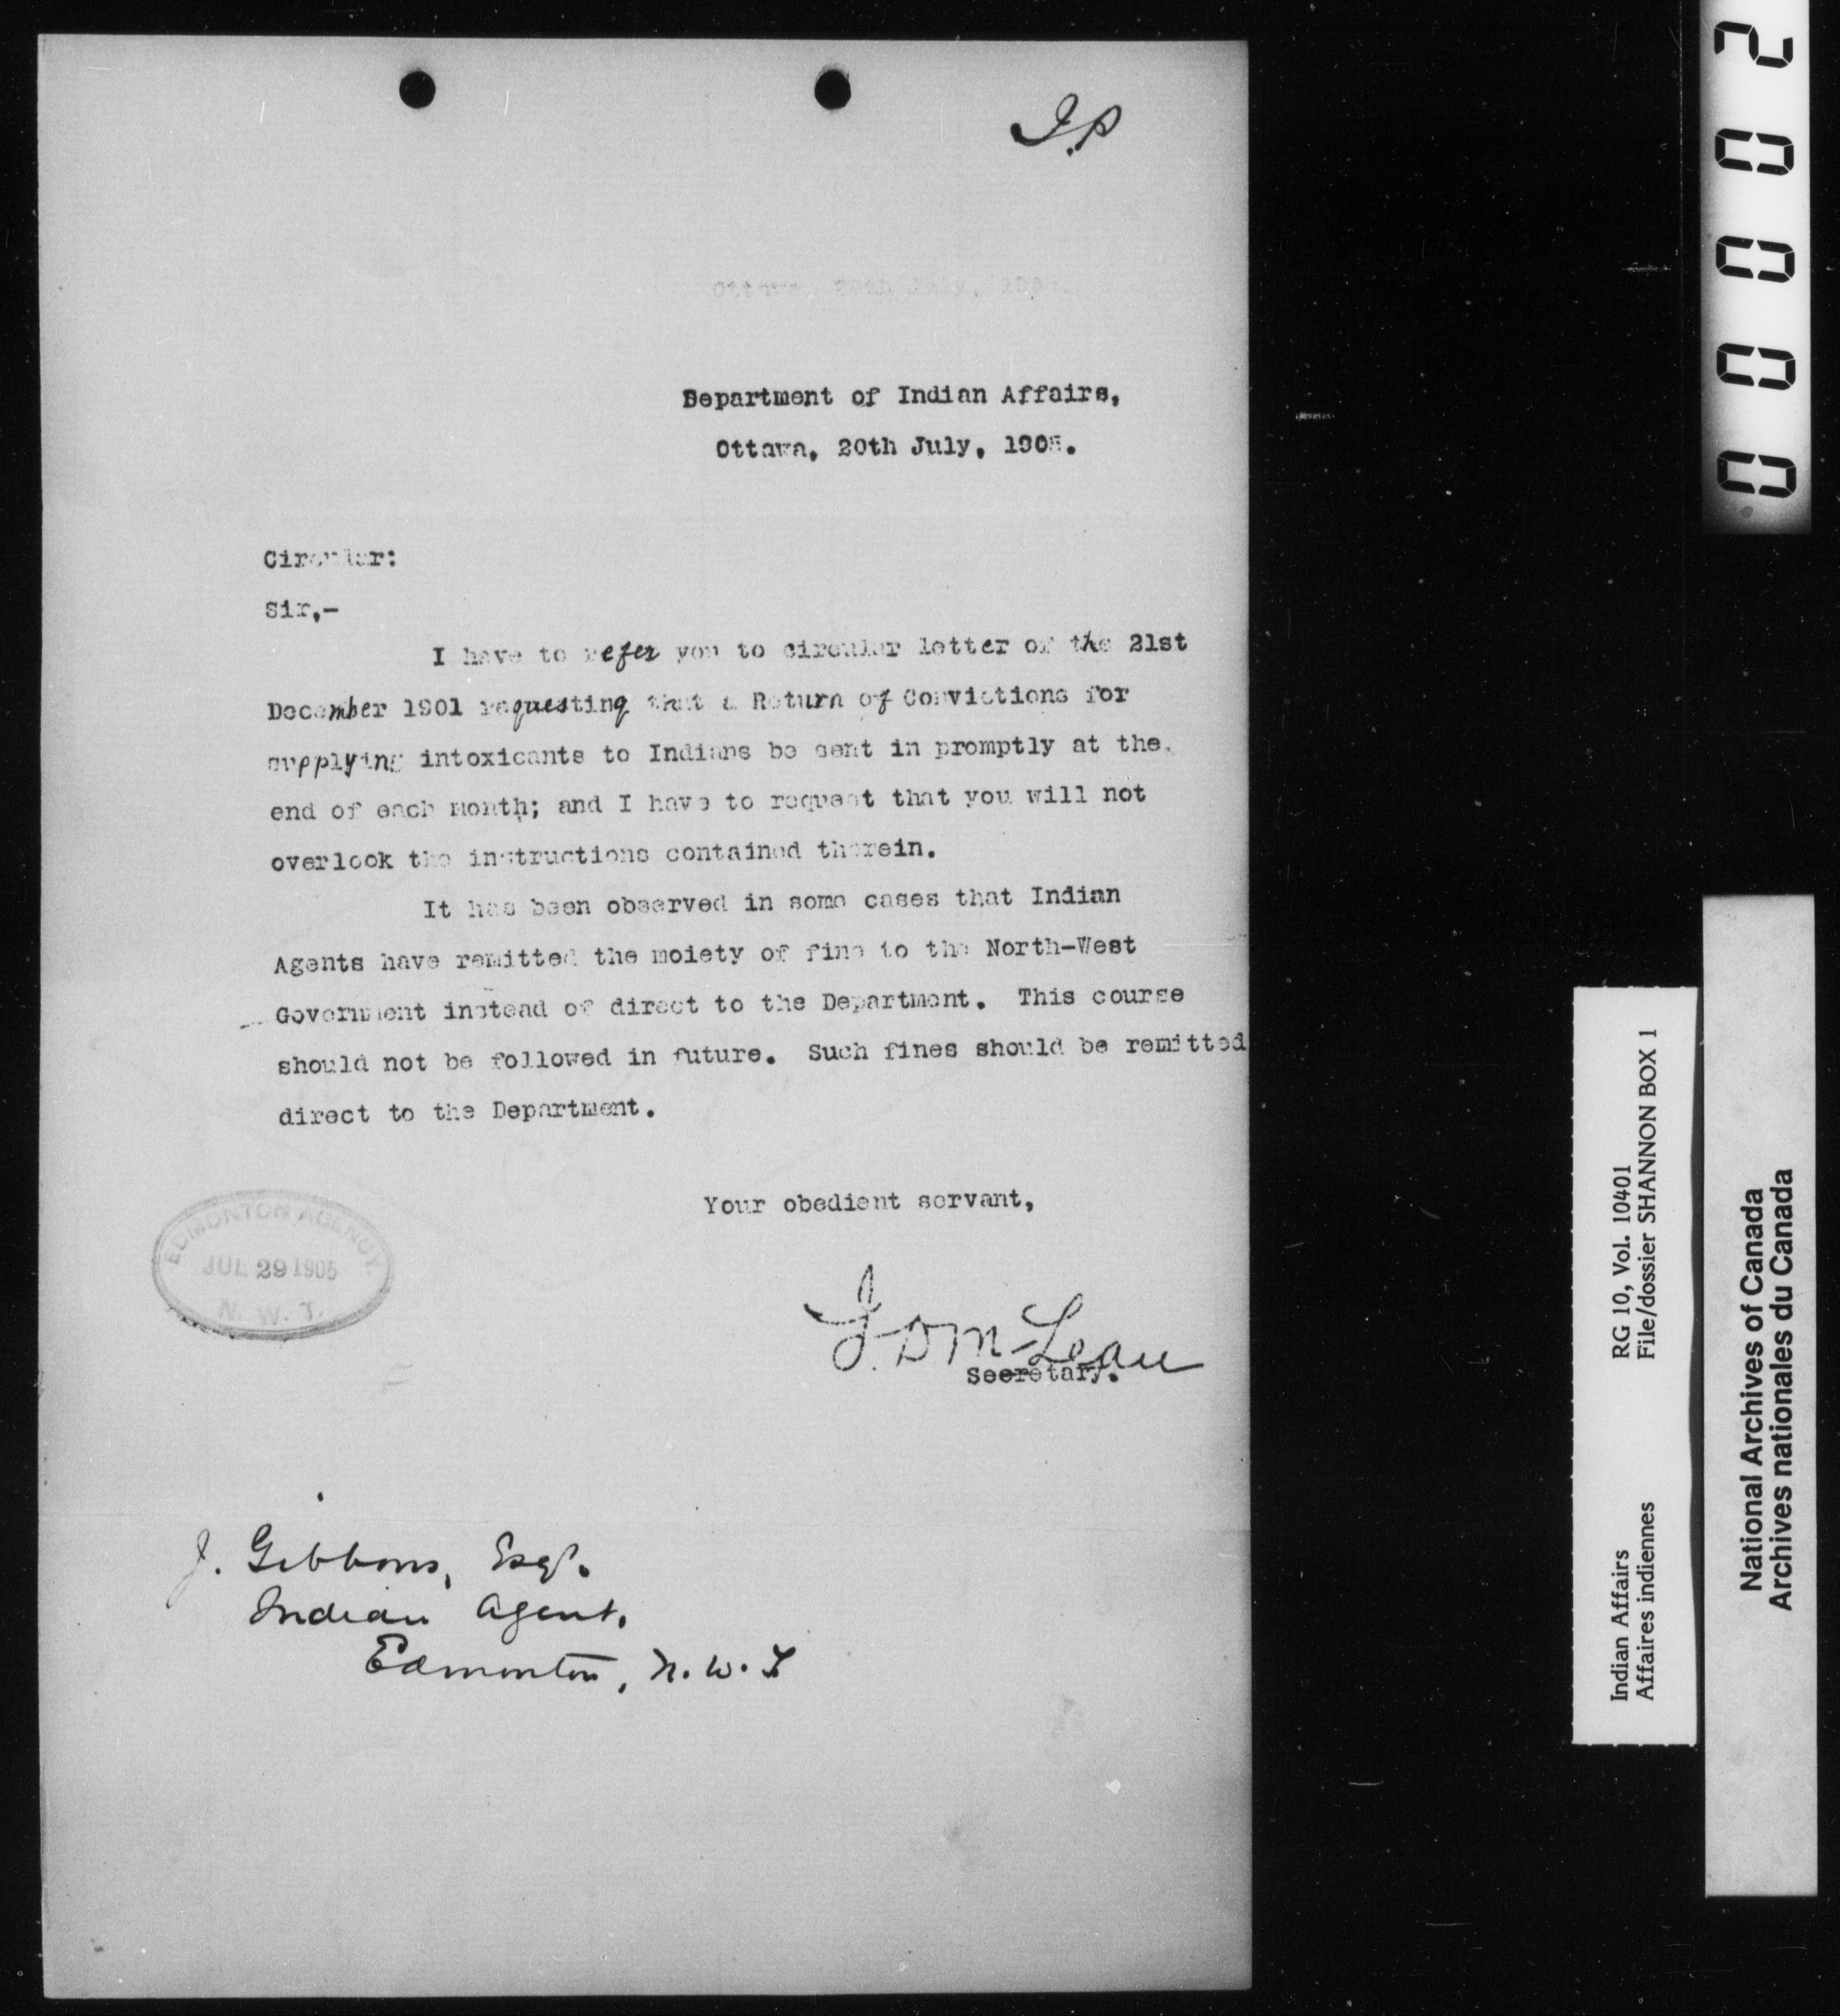 I.P
Department of Indian Affairs,
Ottawa, 20th July, 1905.
Circular:
Sir,-
I have to refer you to circular letter of the 21st
December 1901 requesting that a Return of Convictions for
supplying intoxicants to Indians be sent in promptly at the
end of each month; and I have to request that you will not
overlook the instructions contained therein.
It has been observed in some cases that Indian
Agents have remitted the moiety of fine to the North-West
Government instead of direct to the Department. This course
should not be followed in future. Such fines should be remitted
direct to the Department.
Your obedient servant,
EDMONTON AGENCY.
JUL 29 1905
N. W. T.
J. D McLean
Secretary.
J. Gibbons, Esqr.
Indian Agent.
Edmonton, N. W. T
00002
Indian Affairs RG 10, Vol. 10401
Affaires indiennes File/dossier SHANNON BOX 1
National Archives of Canada
Archives nationales du Canada